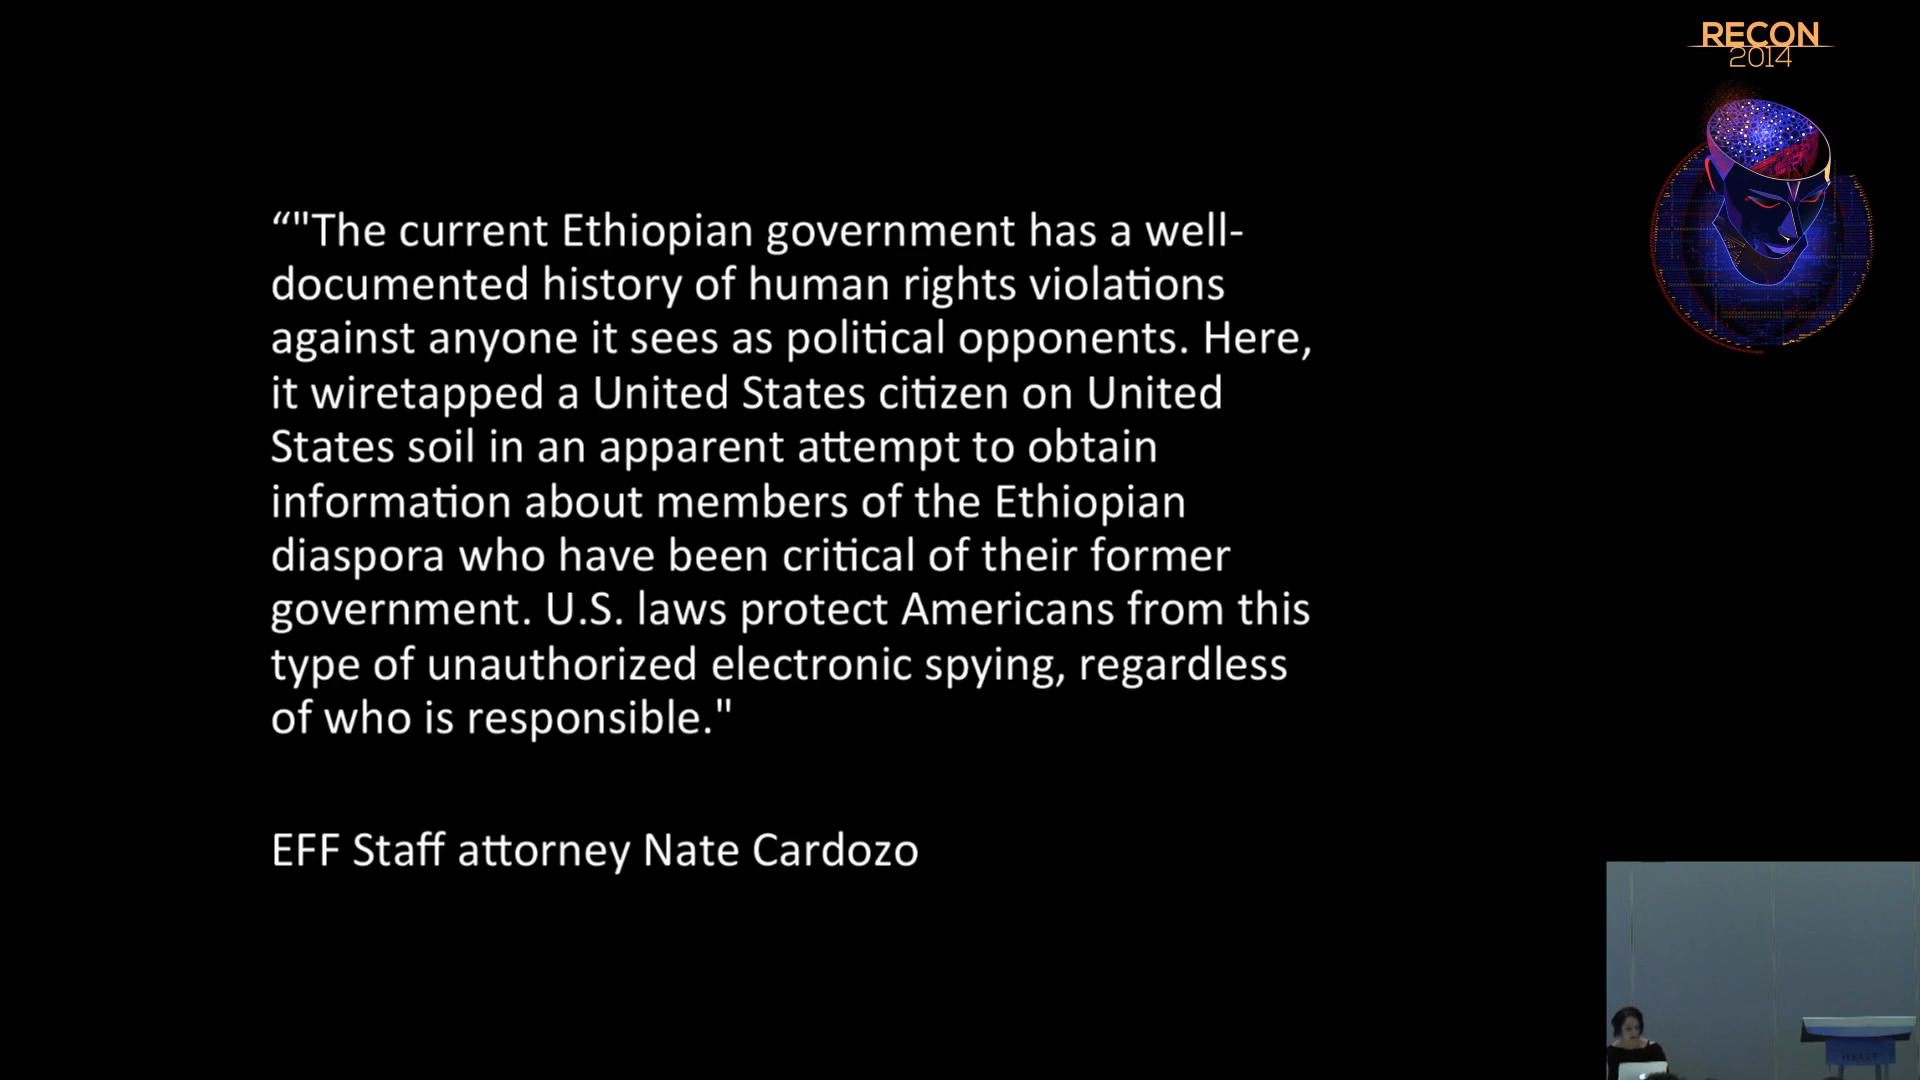 RECON
2014
“"The current Ethiopian government has a well-
documented history of human rights violations
against anyone it sees as political opponents. Here,
it wiretapped a United States citizen on United
States soil in an apparent attempt to obtain
information about members of the Ethiopian
diaspora who have been critical of their former
government. U.S. laws protect Americans from this
type of unauthorized electronic spying, regardless
of who is responsible."
EFF Staff attorney Nate Cardozo
HYATT